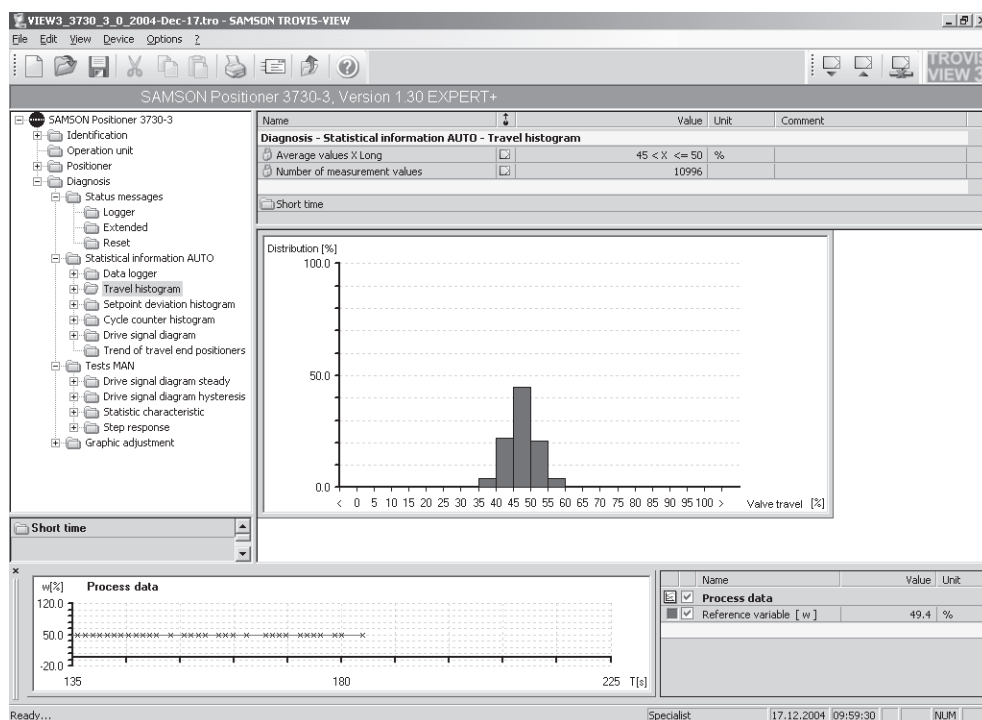 VIEW3_3730_3_0_2004-Dec-17.tro - SAMSON TROVIS-VIEW
File Edit View Device Options ?
TROVIS
VIEW 3
SAMSON Positioner 3730-3, Version 1.30 EXPERT+
SAMSON Positioner 3730-3
Identification
Operation unit
Positioner
Diagnosis
Status messages
Logger
Extended
Reset
Statistical information AUTO
Data logger
Travel histogram
Setpoint deviation histogram
Cycle counter histogram
Drive signal diagram
Trend of travel end positioners
Tests MAN
Drive signal diagram steady
Drive signal diagram hysteresis
Statistic characteristic
Step response
Graphic adjustment
Short time
Name Value Unit Comment
Diagnosis - Statistical information AUTO - Travel histogram
Average values X Long 45 < X <= 50 %
Number of measurement values 10996
Short time
Distribution [%]
100.0
50.0
0.0
< 0 5 10 15 20 25 30 35 40 45 50 55 60 65 70 75 80 85 90 95 100 > Valve travel [%]
w[%] Process data
120.0
50.0
-20.0
135 180 225 T[s]
Name Value Unit
Process data
Reference variable [ w ] 49.4 %
Ready... Specialist 17.12.2004 09:59:30 NUM